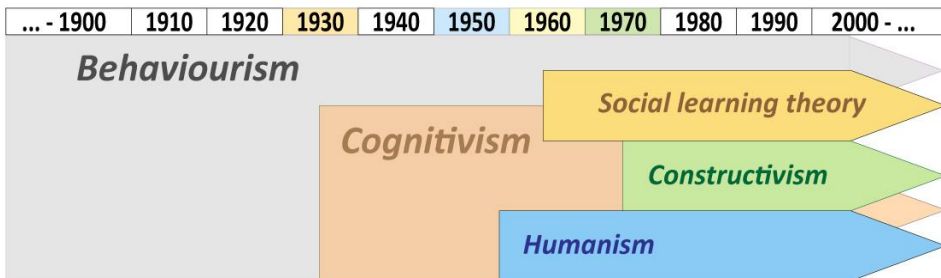 ... - 1900 1910 1920 1930 1940 1950 1960 1970 1980 1990 2000 - ...
Behaviourism
Social learning theory
Cognitivism
Constructivism
Humanism